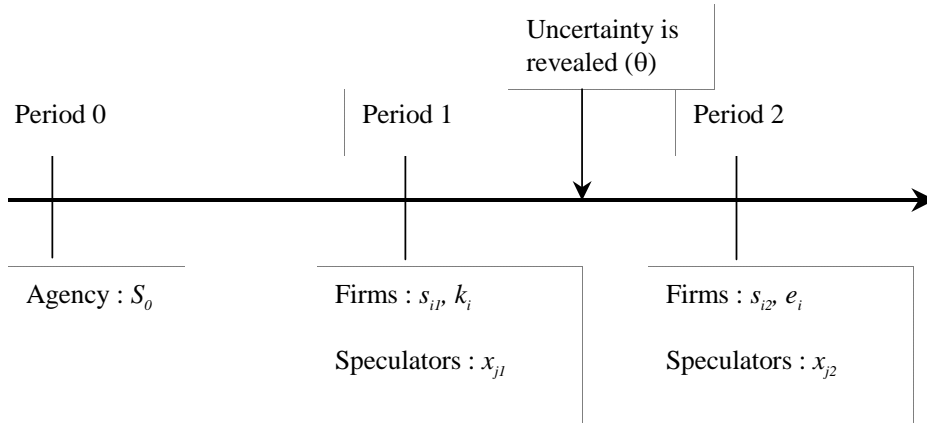 Uncertainty is
revealed (θ)
Period 0
Period 1
Period 2
Agency : S0
Firms : si1, ki
Firms : si2, ei
Speculators : xj1
Speculators : xj2